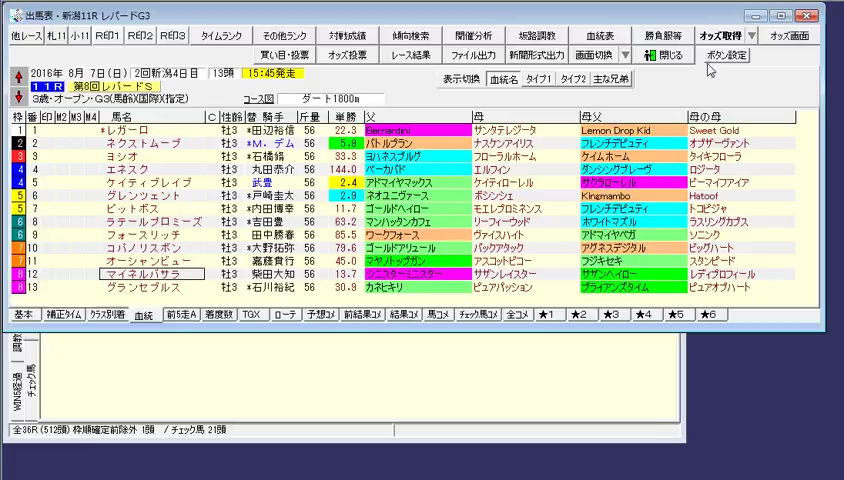 出馬表・新潟11R レパードG3
他レース 札11 小11 RE印1 RE印2 RE印3 タイムランク その他ランク 対戦成績 傾向検索 開催分析 坂路調教 血統表 勝負服等 オッズ取得 オッズ画面
買い目・投票 オッズ投票 レース結果 ファイル出力 新聞形式出力 画面切換 閉じる ボタン設定
2016年 8月 7日(日) 2回新潟4日目 13頭 15:45発走
11R 第8回レパードS
表示切換 血統名 タイプ1 タイプ2 主な兄弟
3歳・オープン・G3(馬齢)(国際)(指定) コース図 ダート1800m
枠 番 印 M2 M3 M4 馬名 C 性齢 替 騎手 斤量 単勝 父 母 母父 母の母
1 1 *レガーロ 牡3 *田辺裕信 56 22.3 Bernardini サンタテレジータ Lemon Drop Kid Sweet Gold
2 2 ネクストムーブ 牡3 *M.デム 56 5.9 バトルプラン ナスケンアイリス フレンチデピュティ オブザーヴァント
3 3 ヨシオ 牡3 *石橋脩 56 33.3 ヨハネスブルグ フローラルホーム ケイムホーム タイキフローラ
4 4 エネスク 牡3 丸田恭介 56 144.0 ベーカバド エルフィン ダンシングブレーヴ ロジータ
4 5 ケイティブレイブ 牡3 武豊 56 2.4 アドマイヤマックス ケイティローレル サクラローレル ビーマイファイア
5 6 グレンツェント 牡3 *戸崎圭太 56 2.9 ネオユニヴァース ボシンシェ Kingmambo Hatoof
5 7 ピットボス 牡3 *内田博幸 56 11.7 ゴールドヘイロー モエレプロミネンス フレンチデピュティ トコピジャ
6 8 ラテールプロミーズ 牡3 *吉田豊 56 63.2 マンハッタンカフェ リーフィーウッド ホワイトマズル ラスリングカプス
6 9 フォースリッチ 牡3 田中勝春 56 85.5 ワークフォース ヴァイスハイト アドマイヤベガ ソニンク
7 10 コパノリスボン 牡3 *大野拓弥 56 79.6 ゴールドアリュール バックアタック アグネスデジタル ビッグハート
7 11 オーシャンビュー 牡3 嘉藤貴行 56 45.0 マヤノトップガン アスコットビコー フジキセキ スタンピード
8 12 マイネルバサラ 牡3 柴田大知 56 13.7 シニスターミニスター サザンレイスター サザンヘイロー レディプロフィール
8 13 グランセブルス 牡3 *石川裕紀 56 30.9 カネヒキリ ピュアパッション ブライアンズタイム ピュアオブハート
基本 補正タイム クラス別着 血統 前5走A 着度数 TGX ローテ 予想コメ 前結果コメ 結果コメ 馬コメ チェック馬コメ 全コメ ★1 ★2 ★3 ★4 ★5 ★6
調教
WIN5経過
チェック馬
全36R (512頭) 枠順確定前除外 1頭 /チェック馬 21頭